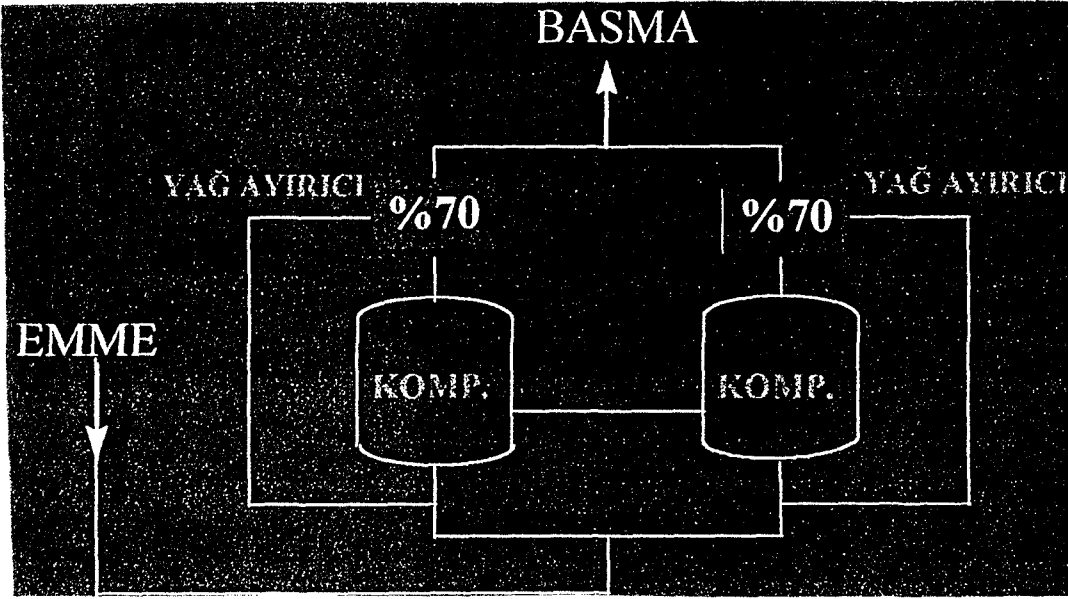 BASMA
YAĞ AYIRICI
YAĞ AYIRICI
%70
%70
EMME
KOMP.
KOMP.